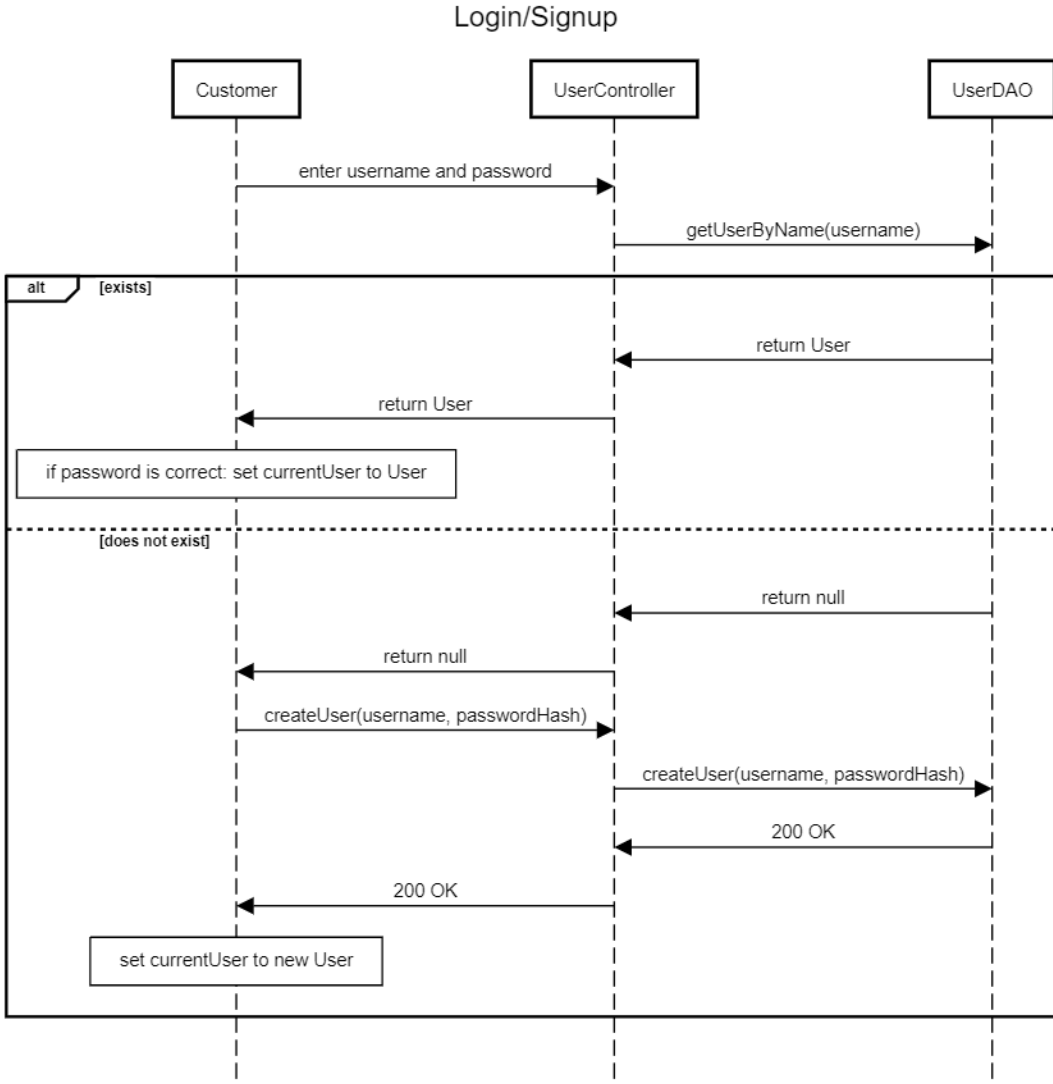 Login/Signup
Customer
UserController
UserDAO
enter username and password
getUserByName(username)
alt
[exists]
return User
return User
if password is correct: set currentUser to User
[does not exist]
return null
return null
createUser(username, passwordHash)
createUser(username, passwordHash)
200 OK
200 OK
set currentUser to new User